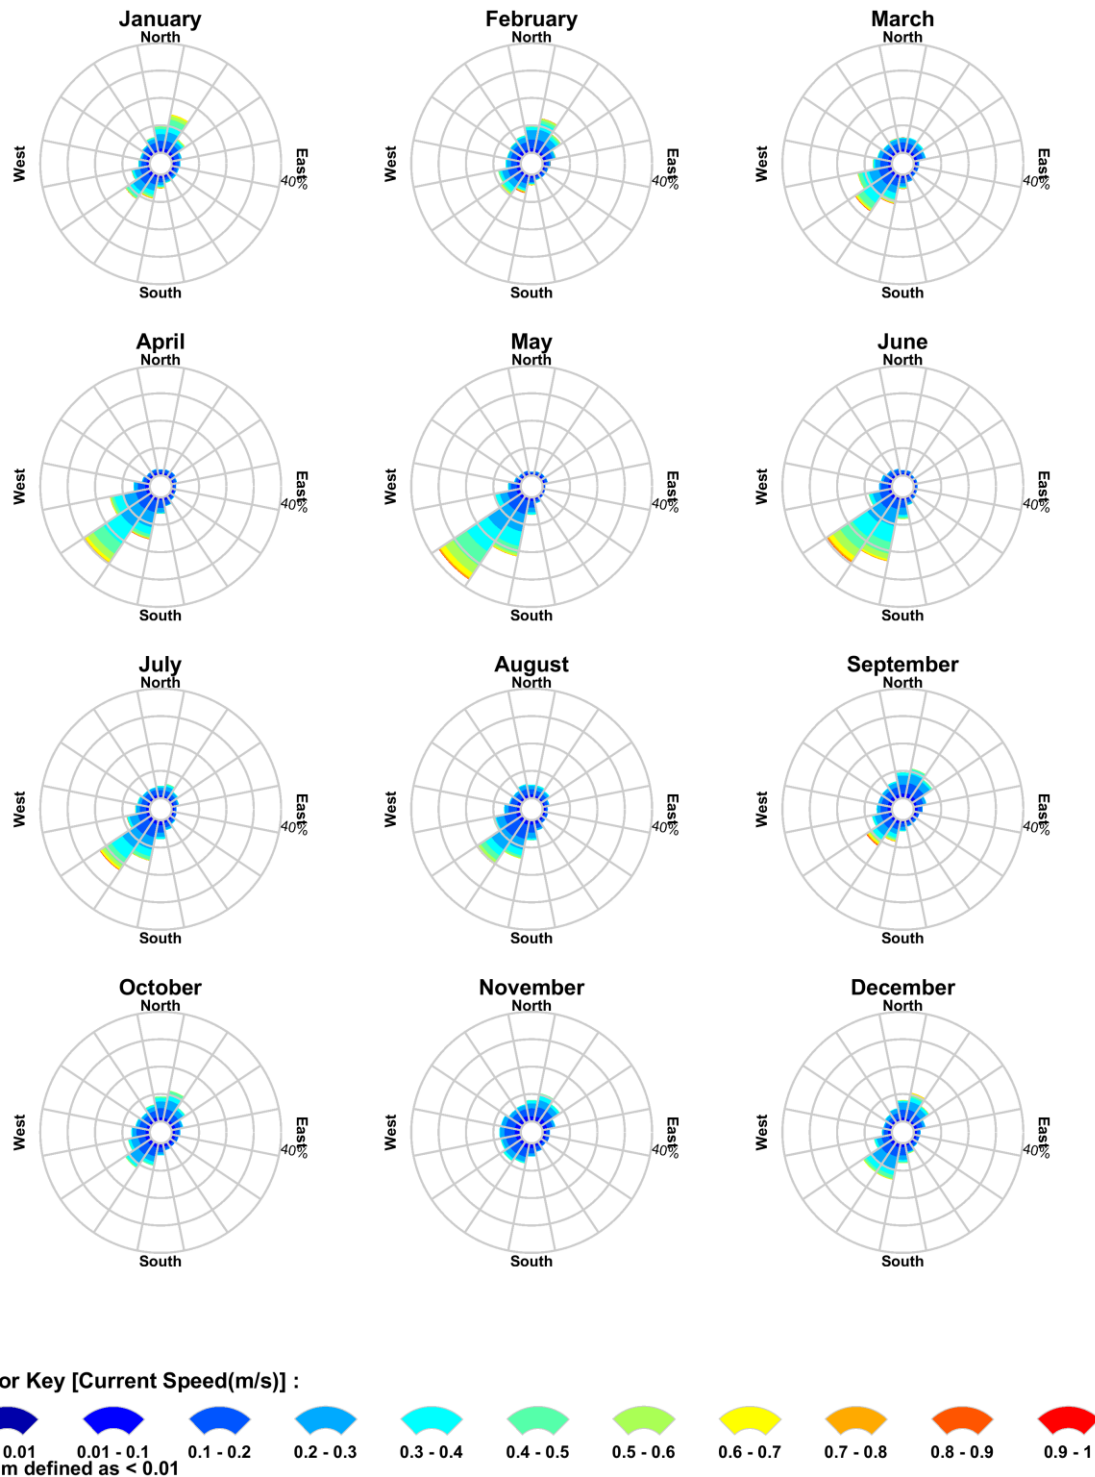 January February March
North North North
West East 40% West East 40% West East 40%
South South South
April May June
North North North
West East 40% West East 40% West East 40%
South South South
July August September
North North North
West East 40% West East 40% West East 40%
South South South
October November December
North North North
West East 40% West East 40% West East 40%
South South South
or Key [Current Speed(m/s)] :
0.01 0.01 - 0.1 0.1 - 0.2 0.2 - 0.3 0.3 - 0.4 0.4 - 0.5 0.5 - 0.6 0.6 - 0.7 0.7 - 0.8 0.8 - 0.9 0.9 - 1
m defined as < 0.01